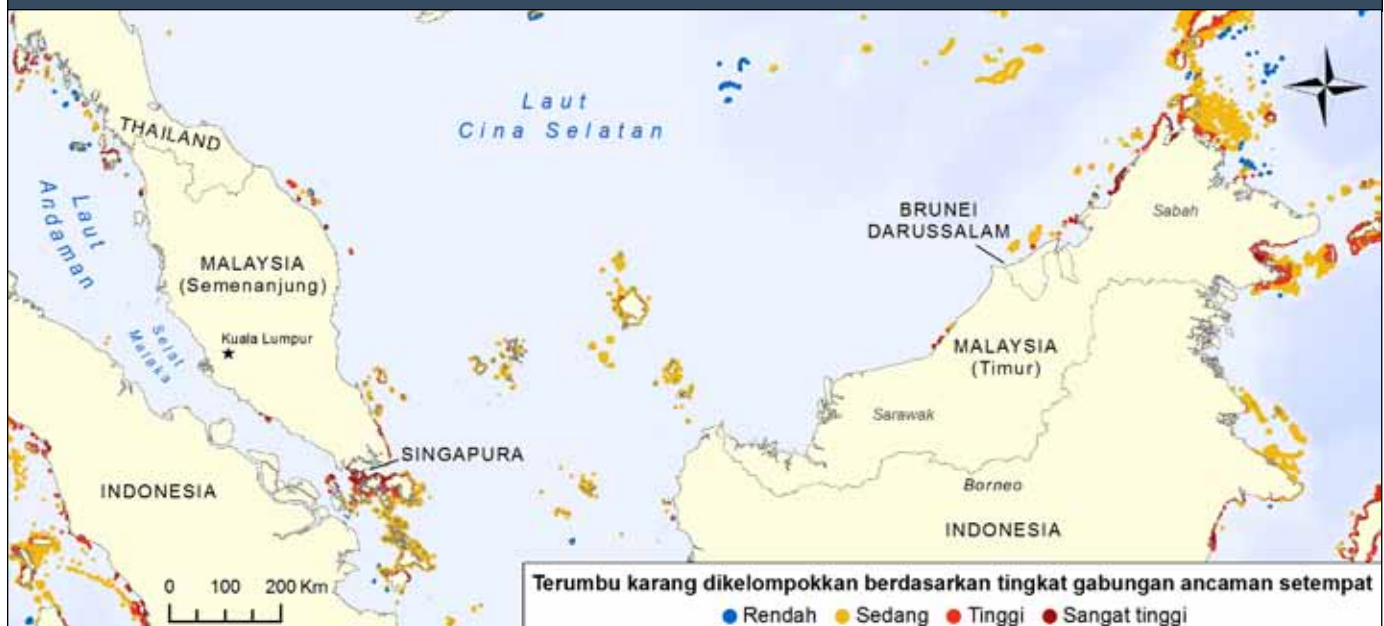 Laut
Cina Selatan
THAILAND
Laut
Andaman
MALAYSIA
(Semenanjung)
Kuala Lumpur
Selat
Malaka
SINGAPURA
INDONESIA
BRUNEI
DARUSSALAM
Sabah
MALAYSIA
(Timur)
Sarawak
Borneo
INDONESIA
0 100 200 Km
Terumbu karang dikelompokkan berdasarkan tingkat gabungan ancaman setempat
Rendah Sedang Tinggi Sangat tinggi